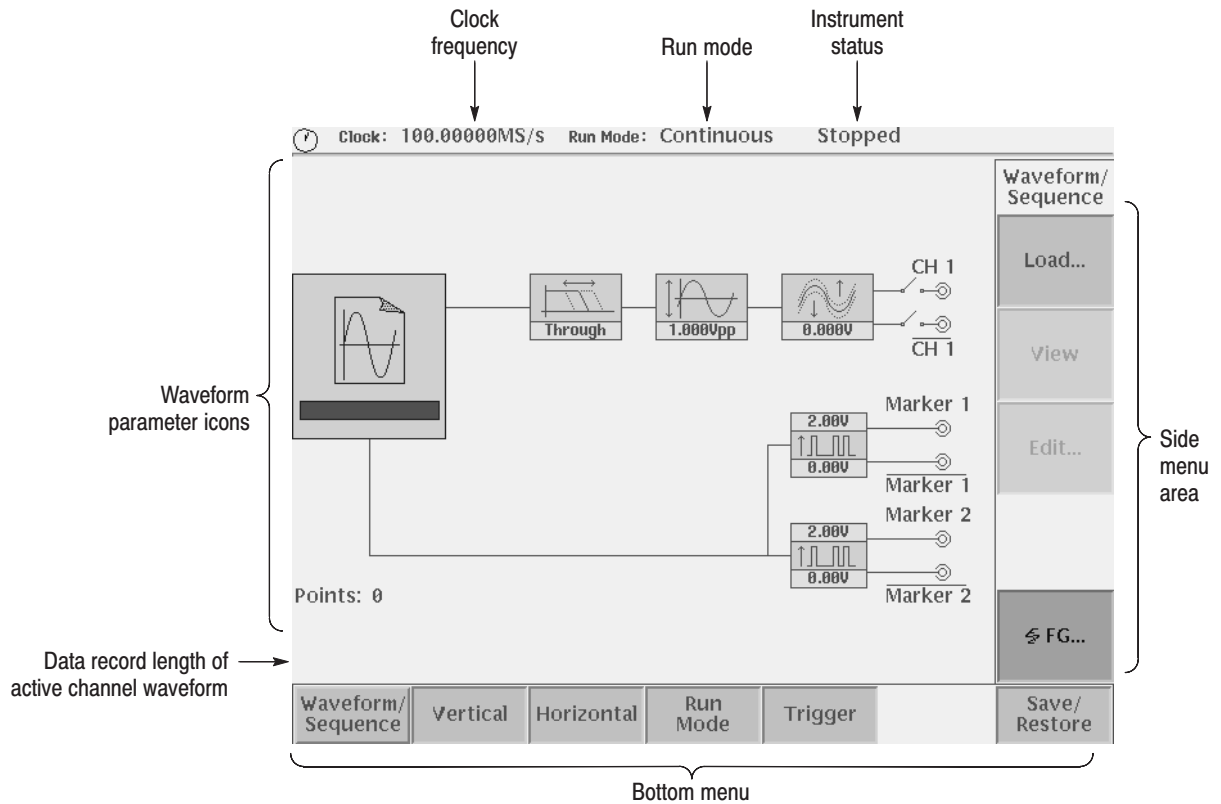 Clock
frequency
Run mode
Instrument
status
Clock: 100.00000MS/s Run Mode: Continuous Stopped
Waveform/
Sequence
Load...
View
Edit...
FG...
CH 1
CH 1
Through
1.000Vpp
0.000V
Marker 1
2.00V
0.00V
Marker 1
Marker 2
2.00V
0.00V
Marker 2
Points: 0
Waveform
parameter icons
Side
menu
area
Data record length of
active channel waveform
Waveform/
Sequence
Vertical
Horizontal
Run
Mode
Trigger
Save/
Restore
Bottom menu